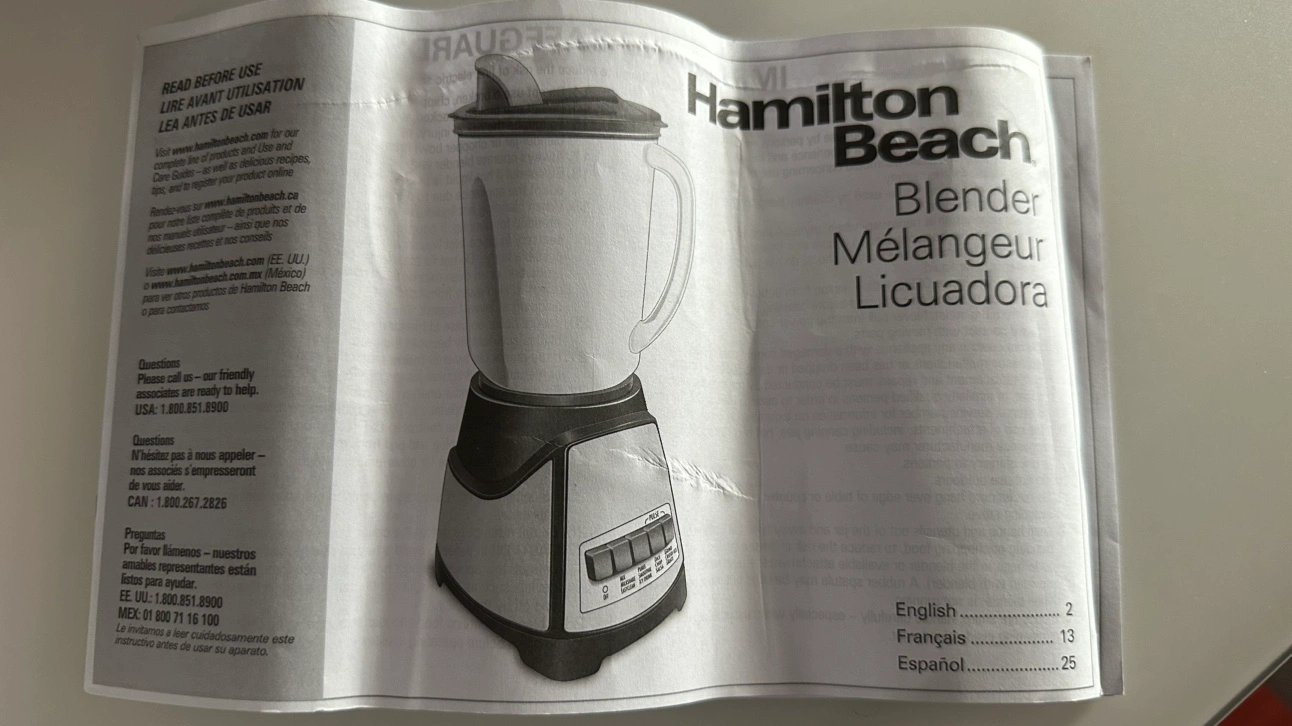 READ BEFORE USE
LIRE AVANT UTILISATION
LEA ANTES DE USAR
Visit www.hamiltonbeach.com for our
complete line of products and Use and
Care Guides – as well as delicious recipes,
tips, and to register your product online
Rendez-vous sur www.hamiltonbeach.ca
pour notre liste complète de produits et de
nos manuels utilisateur – ainsi que nos
délicieuses recettes et nos conseils
Visite www.hamiltonbeach.com (EE. UU.)
o www.hamiltonbeach.com.mx (México)
para ver otros productos de Hamilton Beach
o para contactarnos
Questions
Please call us – our friendly
associates are ready to help.
USA: 1.800.851.8900
Questions
N'hésitez pas à nous appeler –
nos associés s'empresseront
de vous aider.
CAN : 1.800.267.2826
Preguntas
Por favor llámenos – nuestros
amables representantes están
listos para ayudar.
EE. UU.: 1.800.851.8900
MEX: 01 800 71 16 100
Le invitamos a leer cuidadosamente este
instructivo antes de usar su aparato.
PULSE
OFF
Hamilton
Beach
Blender
Mélangeur
Licuadora
English ..................... 2
Français ................. 13
Español................... 25